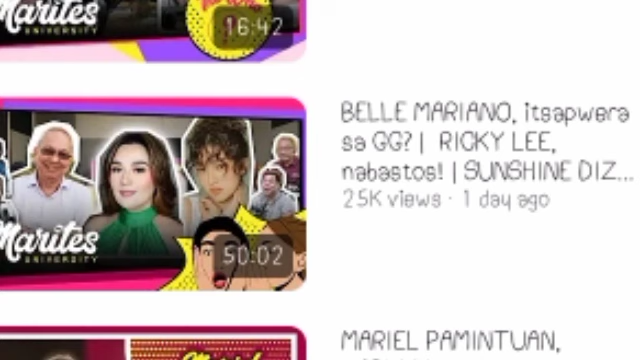 Marites
UNIVERSITY
16:42
BELLE MARIANO, itsapwera
sa GG? | RICKY LEE,
nabastos! | SUNSHINE DIZ...
25K views · 1 day ago
Marites
UNIVERSITY
50:02
MARIEL PAMINTUAN,